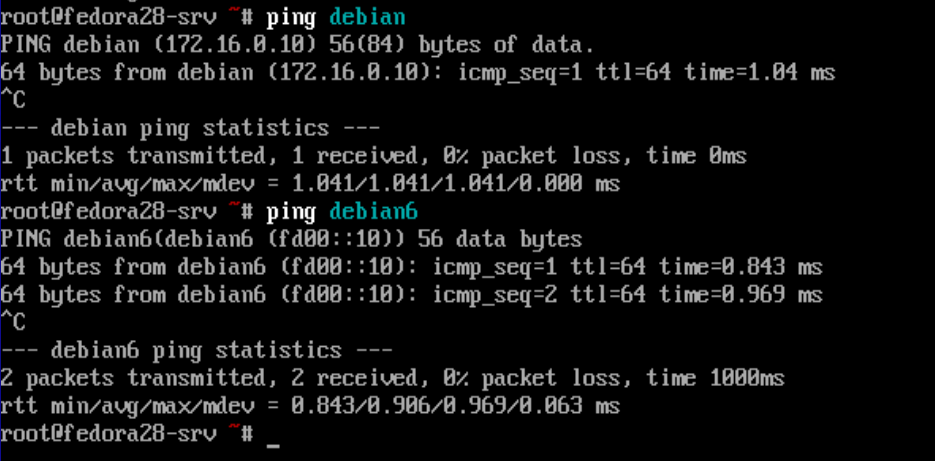 root@fedora28-srv ~# ping debian
PING debian (172.16.0.10) 56(84) bytes of data.
64 bytes from debian (172.16.0.10): icmp_seq=1 ttl=64 time=1.04 ms
^C
--- debian ping statistics ---
1 packets transmitted, 1 received, 0% packet loss, time 0ms
rtt min/avg/max/mdev = 1.041/1.041/1.041/0.000 ms
root@fedora28-srv ~# ping debian6
PING debian6(debian6 (fd00::10)) 56 data bytes
64 bytes from debian6 (fd00::10): icmp_seq=1 ttl=64 time=0.843 ms
64 bytes from debian6 (fd00::10): icmp_seq=2 ttl=64 time=0.969 ms
^C
--- debian6 ping statistics ---
2 packets transmitted, 2 received, 0% packet loss, time 1000ms
rtt min/avg/max/mdev = 0.843/0.906/0.969/0.063 ms
root@fedora28-srv ~# _